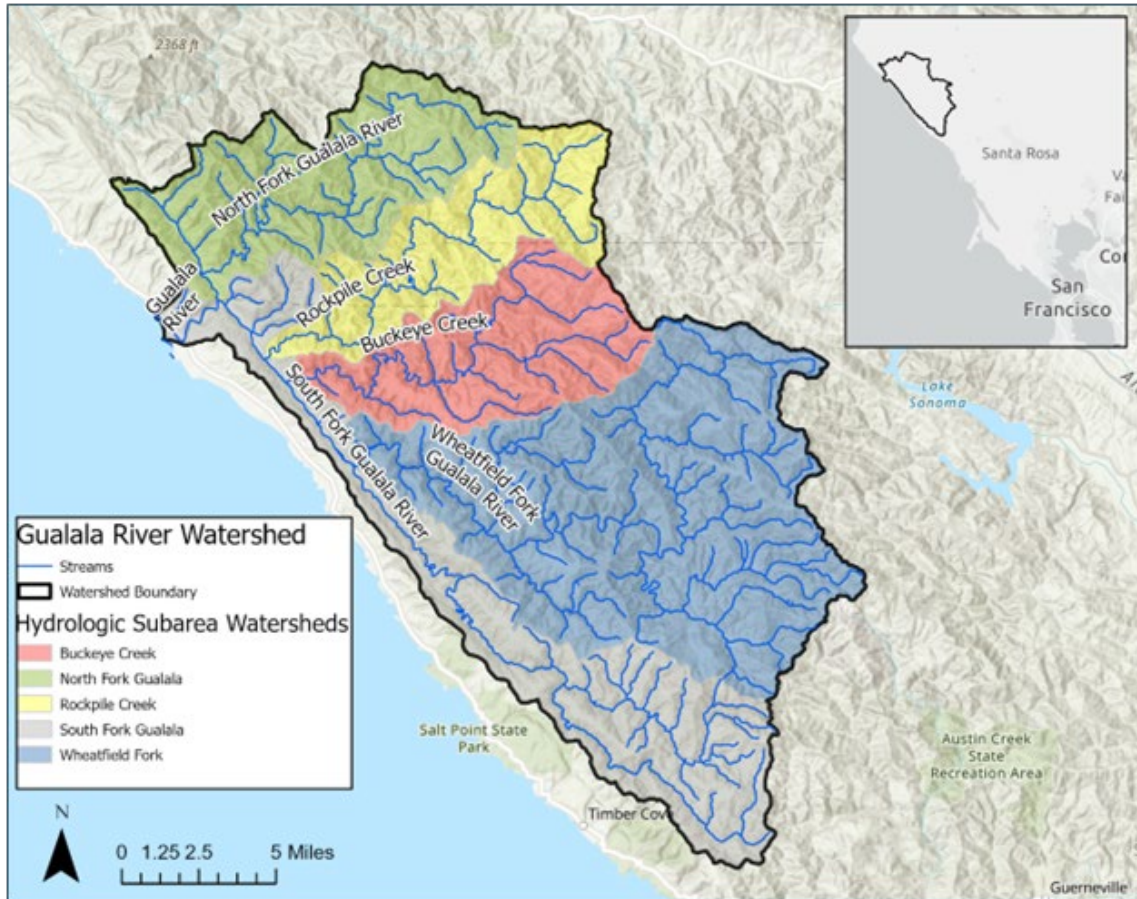 2368 ft
North Fork Gualala River
Gualala
River
Rockpile Creek
Buckeye Creek
South Fork Gualala River
Wheatfield Fork
Gualala River
Lake
Sonoma
Salt Point State
Park
Timber Cove
Austin Creek
State
Recreation Area
Guerneville
Santa Rosa
Fai
San
Francisco
Gualala River Watershed
Streams
Watershed Boundary
Hydrologic Subarea Watersheds
Buckeye Creek
North Fork Gualala
Rockpile Creek
South Fork Gualala
Wheatfield Fork
N
0 1.25 2.5 5 Miles